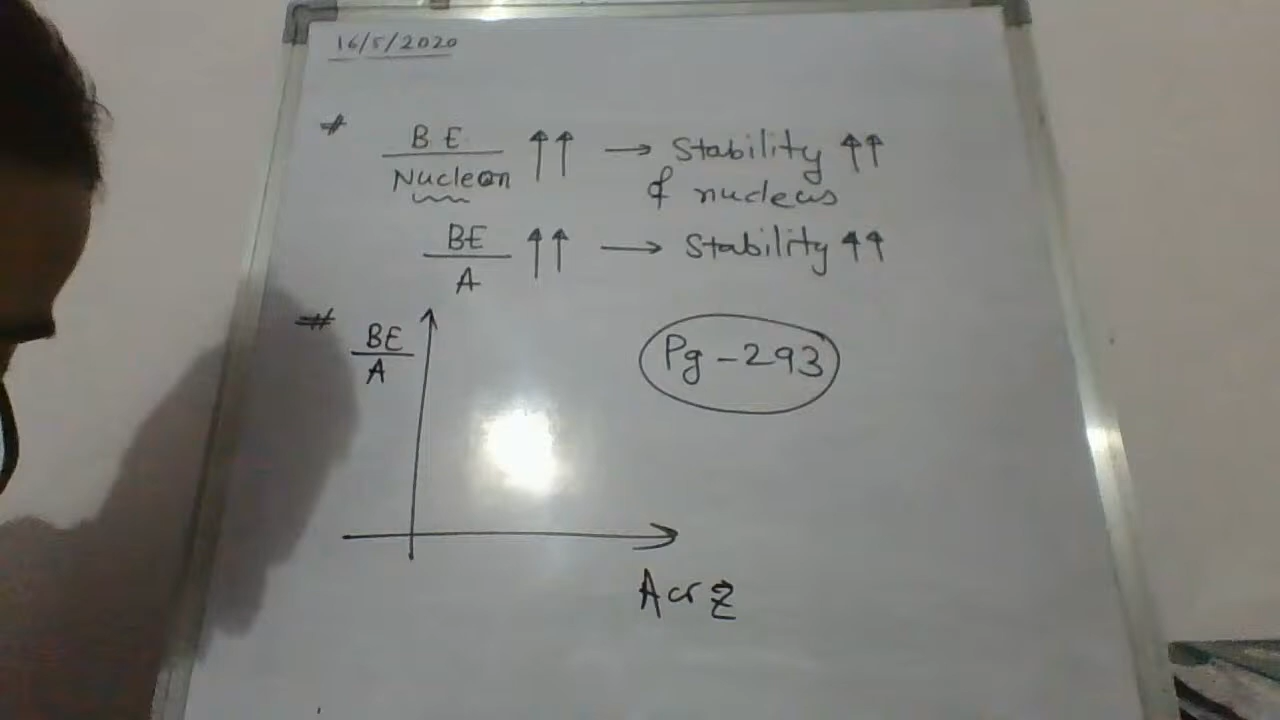 16/5/2020
# BE/Nucleon ↑↑ → Stability ↑↑
of nucleus
BE/A ↑↑ → Stability ↑↑
# BE/A
Pg-293
A or Z